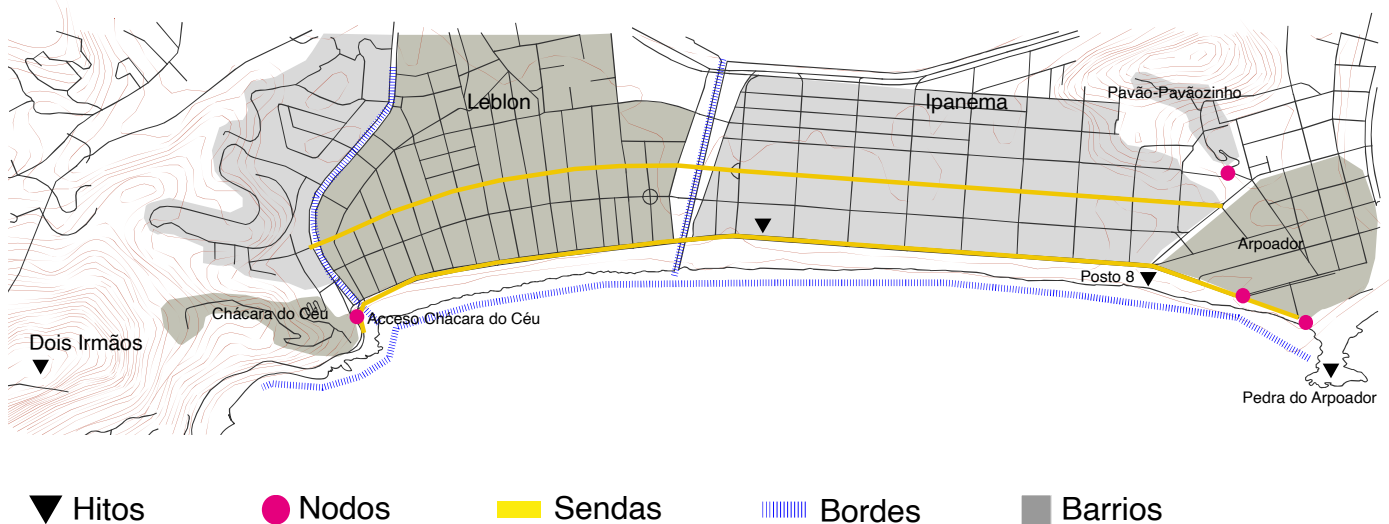 Leblon
Ipanema
Pavão-Pavãozinho
Arpoador
Posto 8
Chácara do Céu
Acceso Chácara do Céu
Dois Irmãos
Pedra do Arpoador
Hitos
Nodos
Sendas
Bordes
Barrios